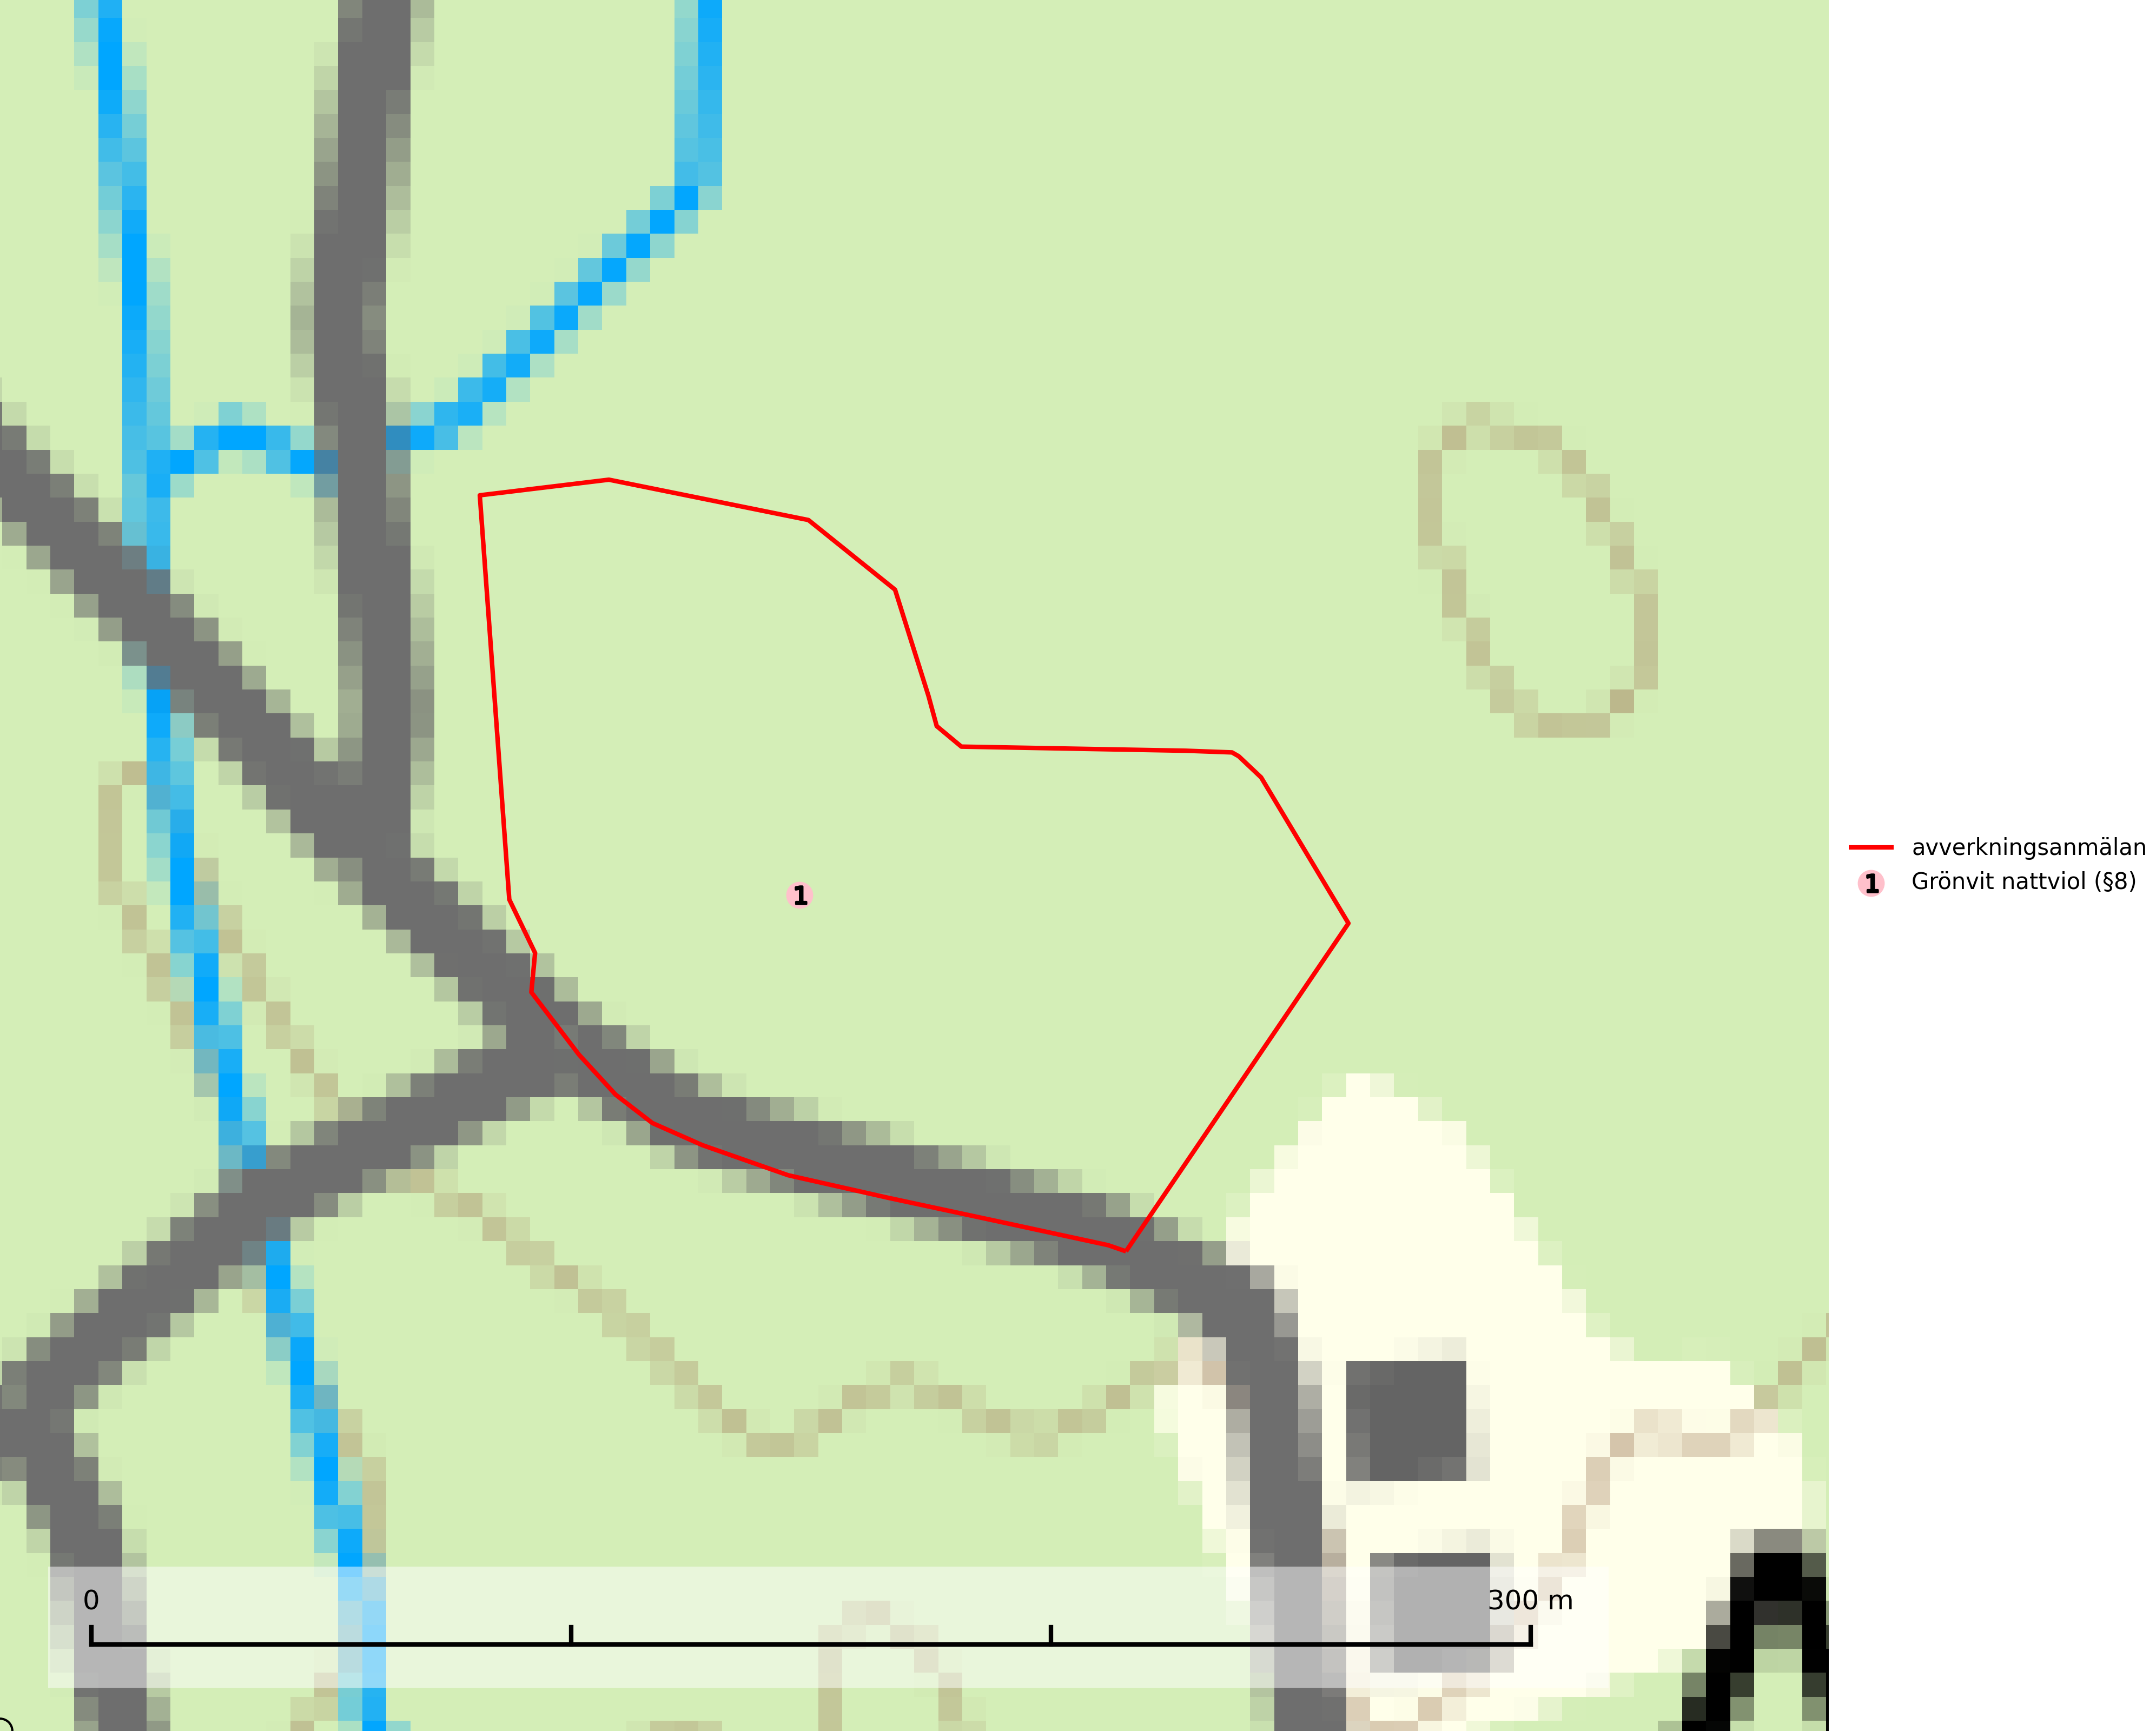 1
avverkningsanmälan
1 Grönvit nattviol (§8)
0 300 m